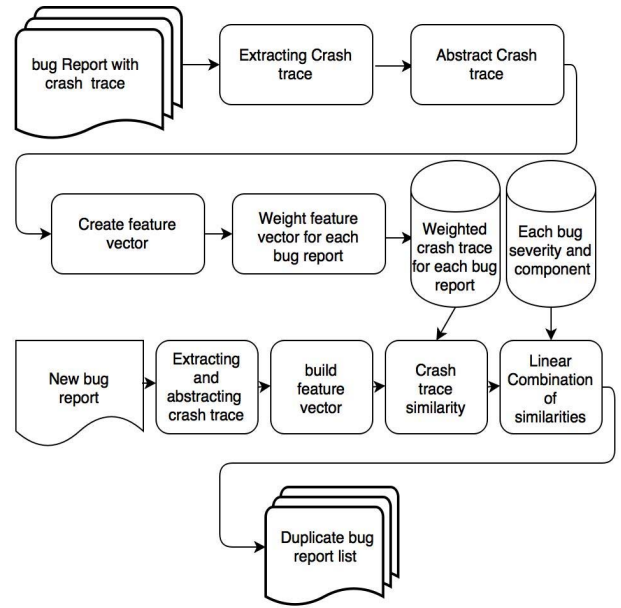 bug Report with
crash trace
Extracting Crash
trace
Abstract Crash
trace
Create feature
vector
Weight feature
vector for each
bug report
Weighted
crash trace
for each bug
report
Each bug
severity and
component
New bug
report
Extracting
and
abstracting
crash trace
build
feature
vector
Crash
trace
similarity
Linear
Combination
of
similarities
Duplicate bug
report list